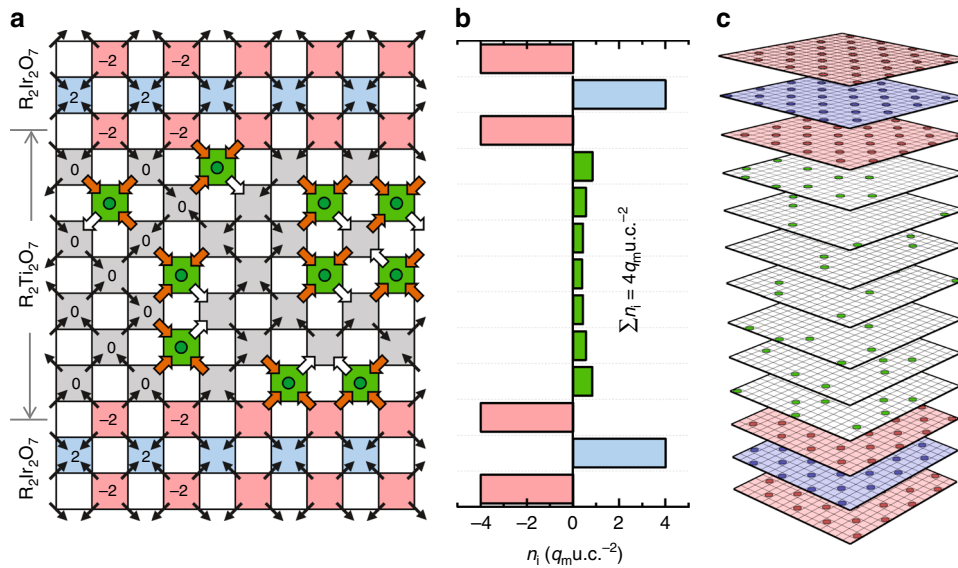 a
R₂Ir₂O₇
R₂Ti₂O₇
R₂Ir₂O₇
−2 −2
2 2
−2 −2
0 0
0
0 0
0
0 0
0
0 0
−2 −2
2 2
−2 −2
b
∑nᵢ = 4qₘu.c.⁻²
−4 −2 0 2 4
nᵢ (qₘu.c.⁻²)
c